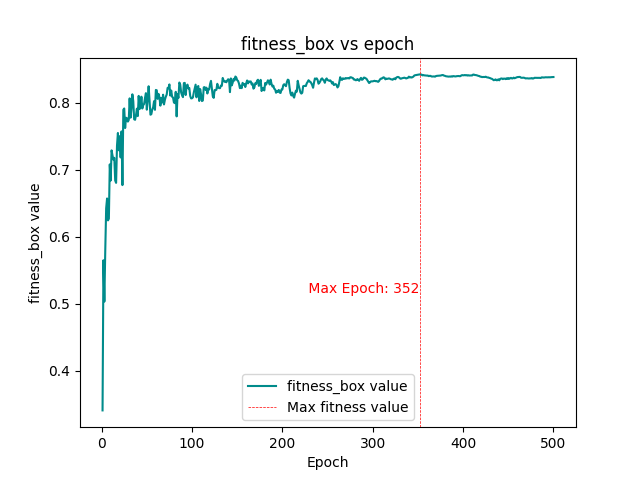 fitness_box vs epoch
fitness_box value
0.8
0.7
0.6
0.5
0.4
Max Epoch: 352
fitness_box value
Max fitness value
0
100
200
300
400
500
Epoch